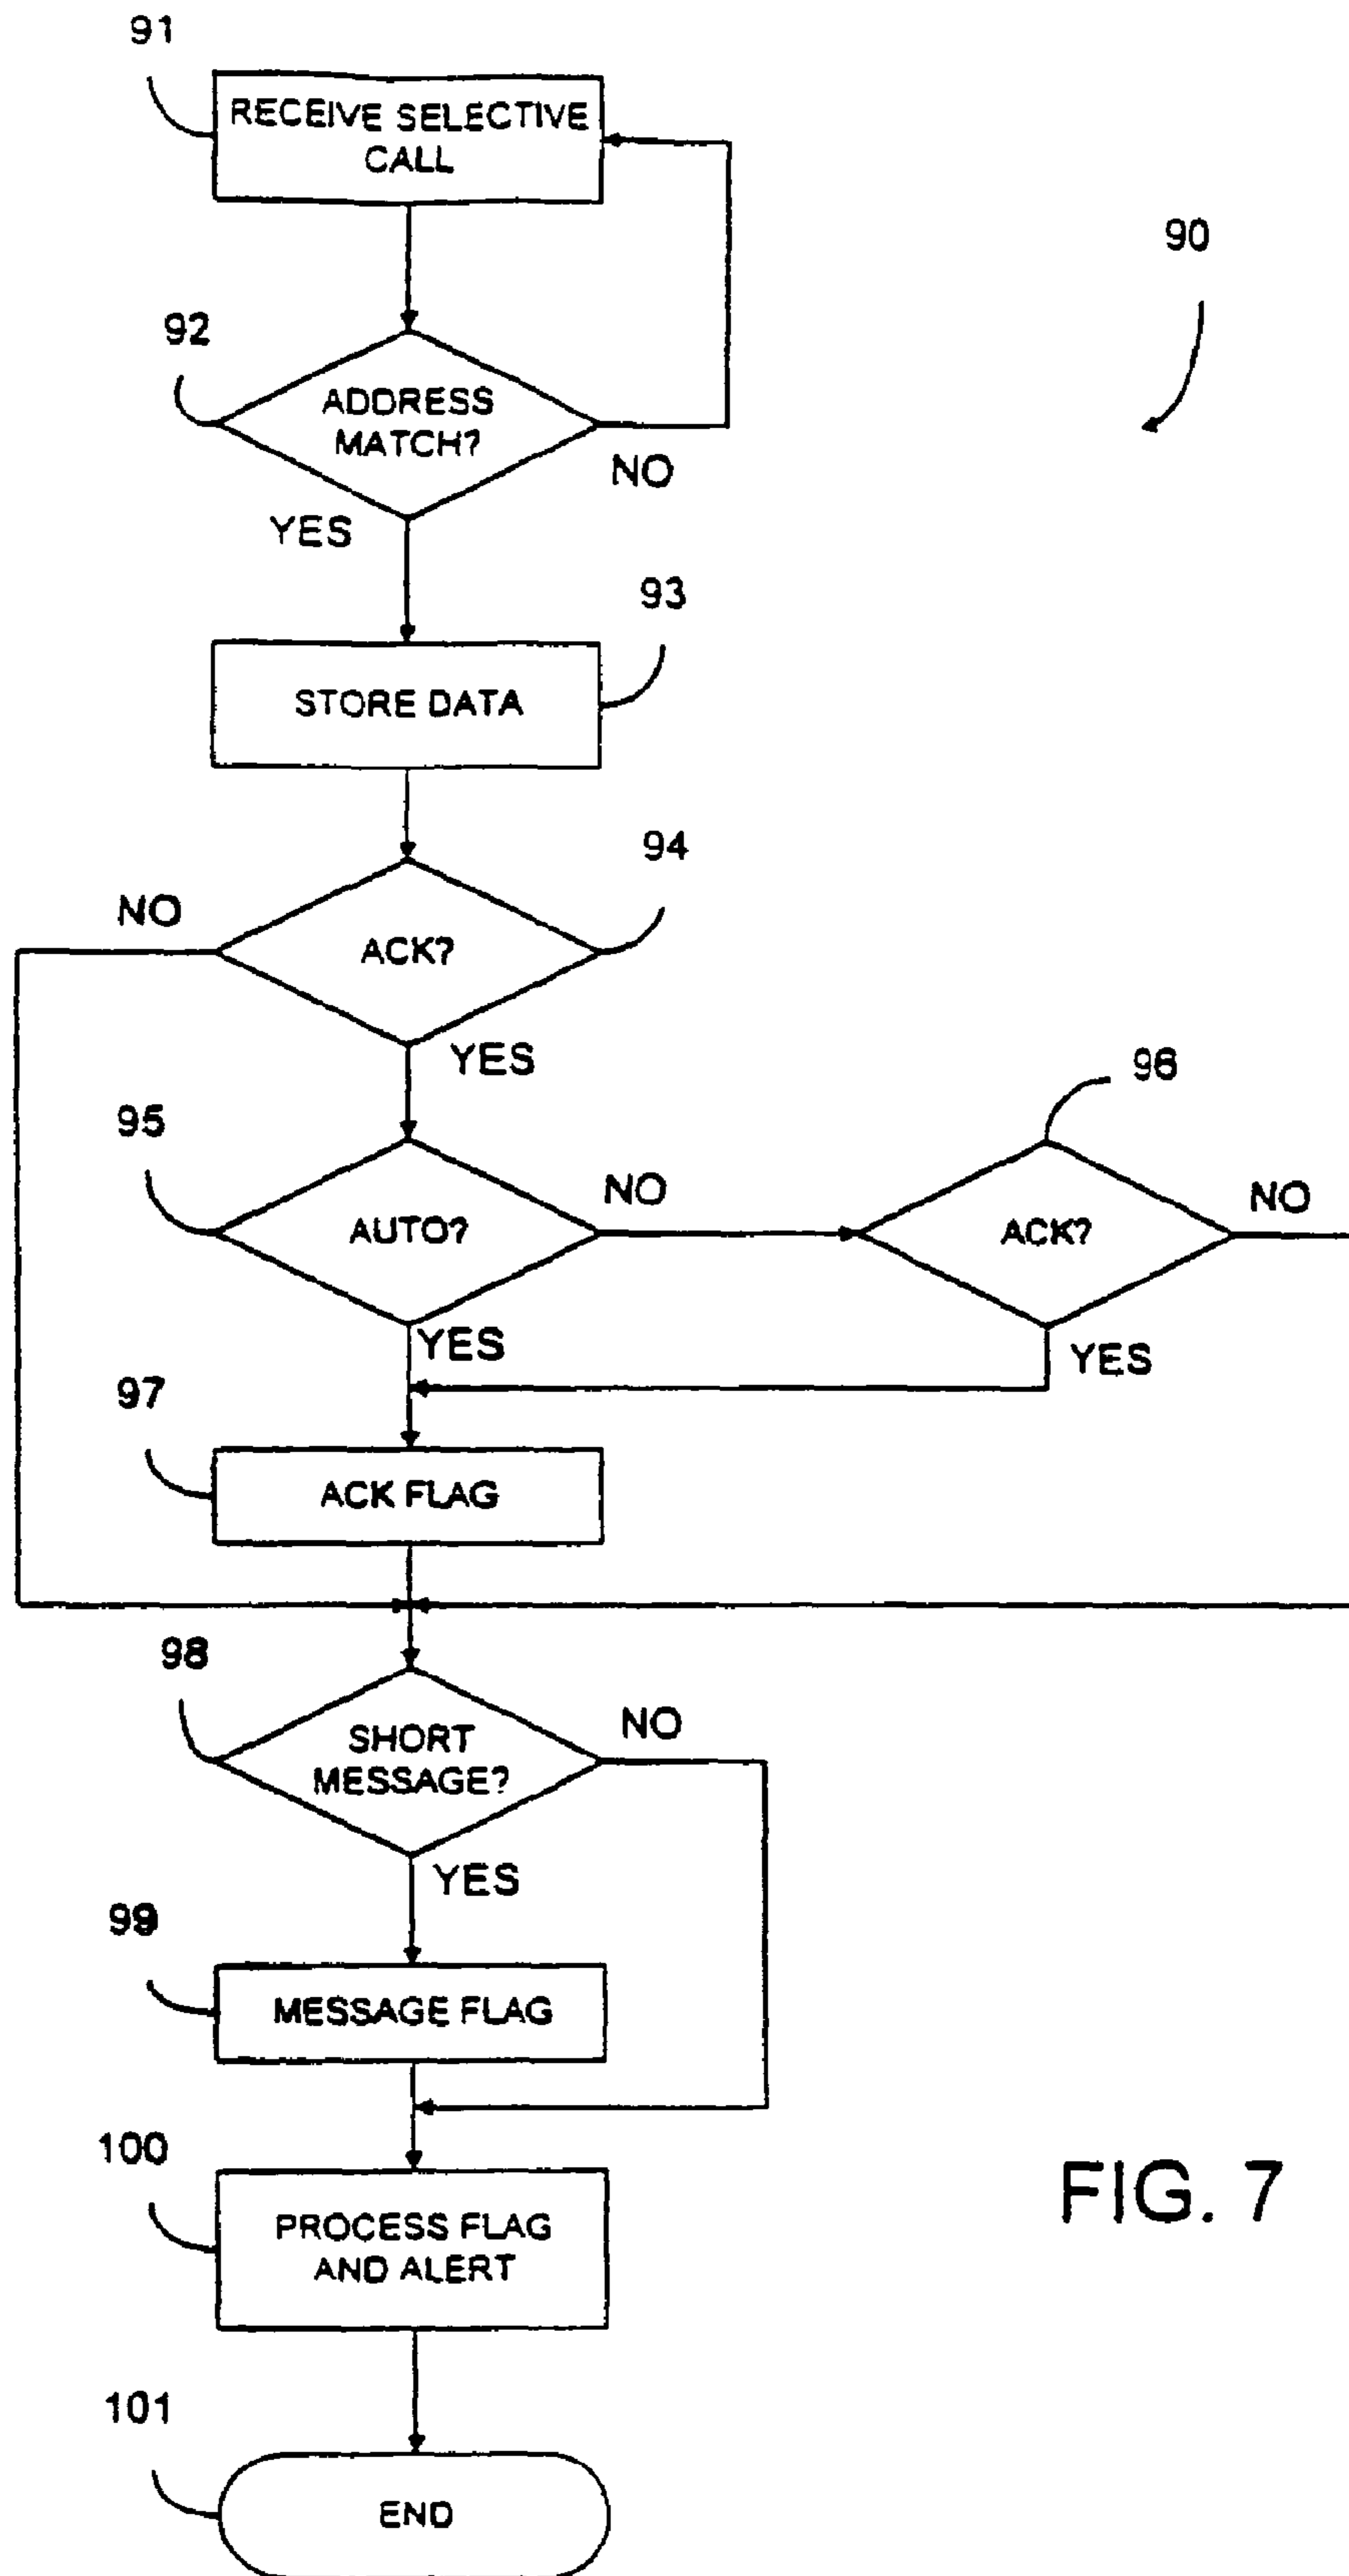 91
RECEIVE SELECTIVE
CALL
90
92
ADDRESS
MATCH?
NO
YES
93
STORE DATA
94
NO
ACK?
YES
96
95
NO
NO
AUTO?
ACK?
YES
YES
97
ACK FLAG
98
NO
SHORT
MESSAGE?
YES
99
MESSAGE FLAG
100
FIG. 7
PROCESS FLAG
AND ALERT
101
END